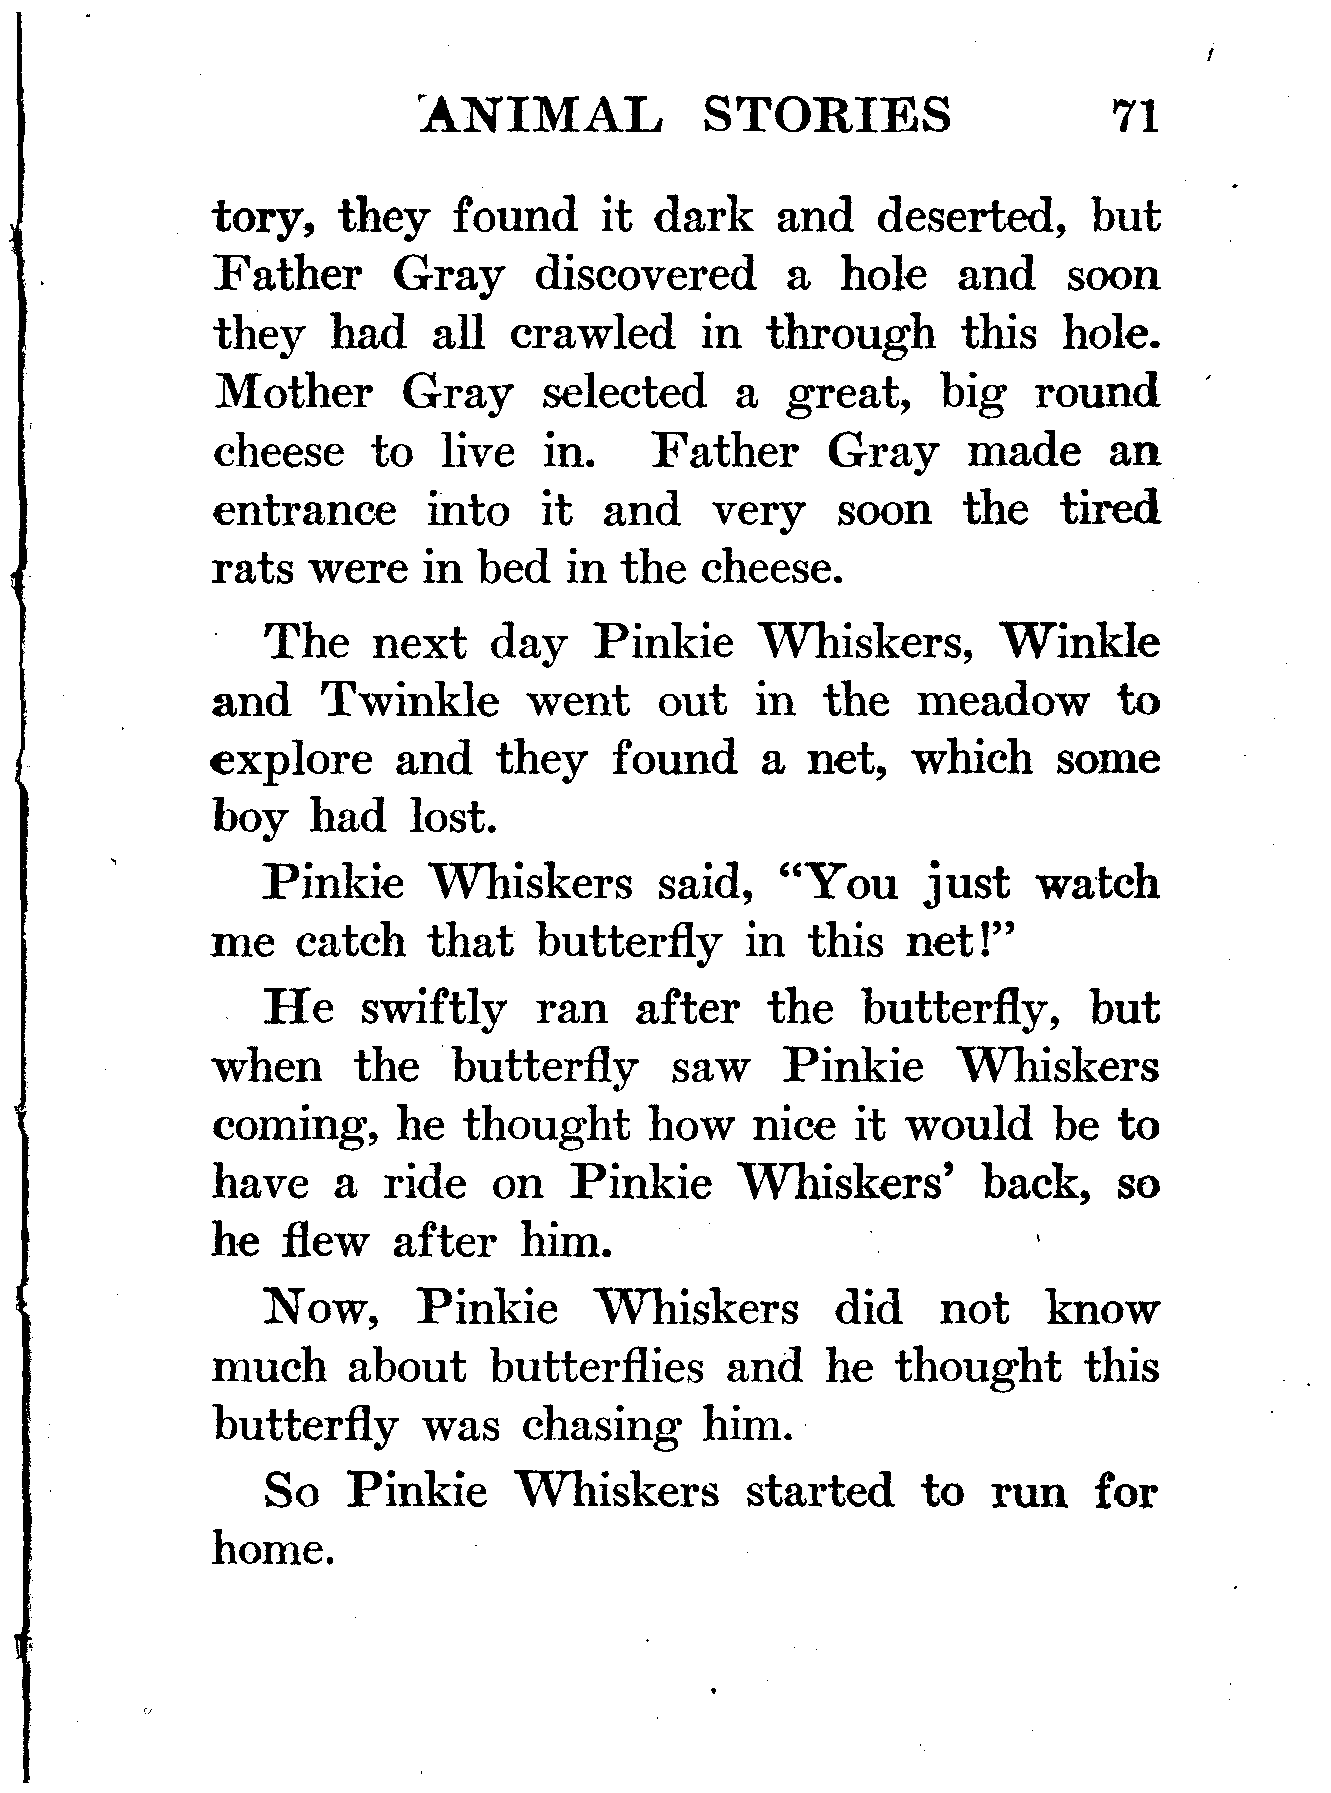 ANIMAL STORIES 71
tory, they found it dark and deserted, but
Father Gray discovered a hole and soon
they had all crawled in through this hole.
Mother Gray selected a great, big round
cheese to live in. Father Gray made an
entrance into it and very soon the tired
rats were in bed in the cheese.
The next day Pinkie Whiskers, Winkle
and Twinkle went out in the meadow to
explore and they found a net, which some
boy had lost.
Pinkie Whiskers said, “You just watch
me catch that butterfly in this net!”
He swiftly ran after the butterfly, but
when the butterfly saw Pinkie Whiskers
coming, he thought how nice it would be to
have a ride on Pinkie Whiskers’ back, so
he flew after him.
Now, Pinkie Whiskers did not know
much about butterflies and he thought this
butterfly was chasing him.
So Pinkie Whiskers started to run for
home.